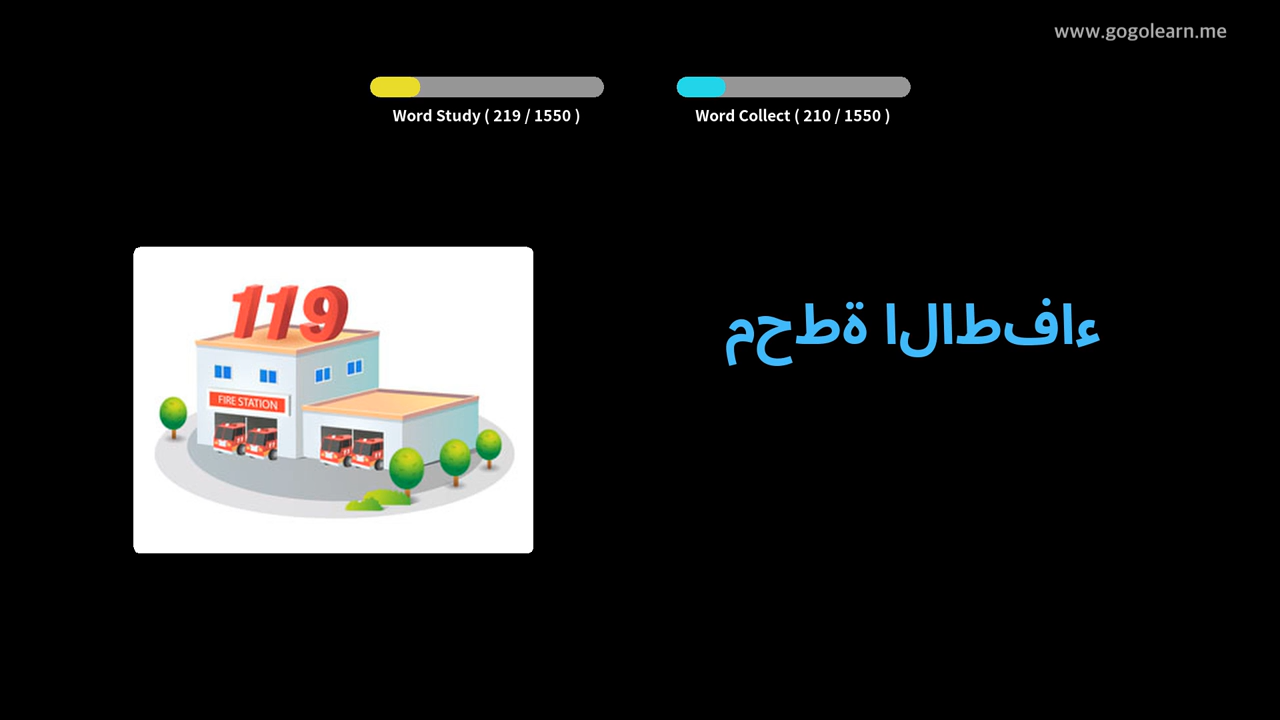 www.gogolearn.me
Word Study ( 219 / 1550 )
Word Collect ( 210 / 1550 )
119
FIRE STATION
محطة الاطفاء